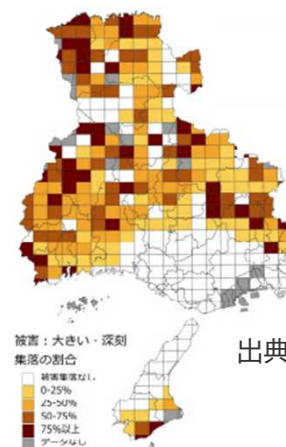 被害：大きい・深刻
集落の割合
被害集落なし
0-25%
25-50%
50-75%
75%以上
データなし
出典